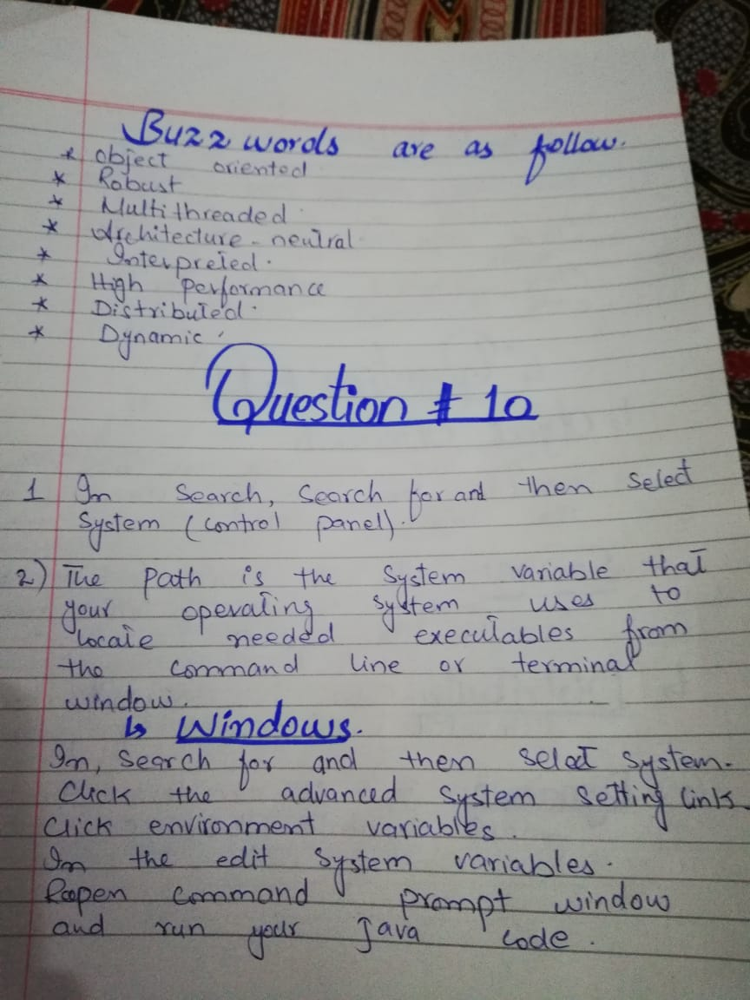 Buzz words are as follow.
* object oriented
* Robust
* Multi threaded.
* Architecture-neutral
* Interpreted.
* High performance
* Distributed.
* Dynamic.
Question # 10
1 In Search, Search for and then Select
System (control panel).
2) The path is the System variable that
your operating system uses to
locate needed executables from
the command line or terminal
window.
↳ Windows.
In, Search for and then select system.
Click the advanced System setting links.
Click environment variables.
In the edit System variables.
Reopen command prompt window
and run your Java code.